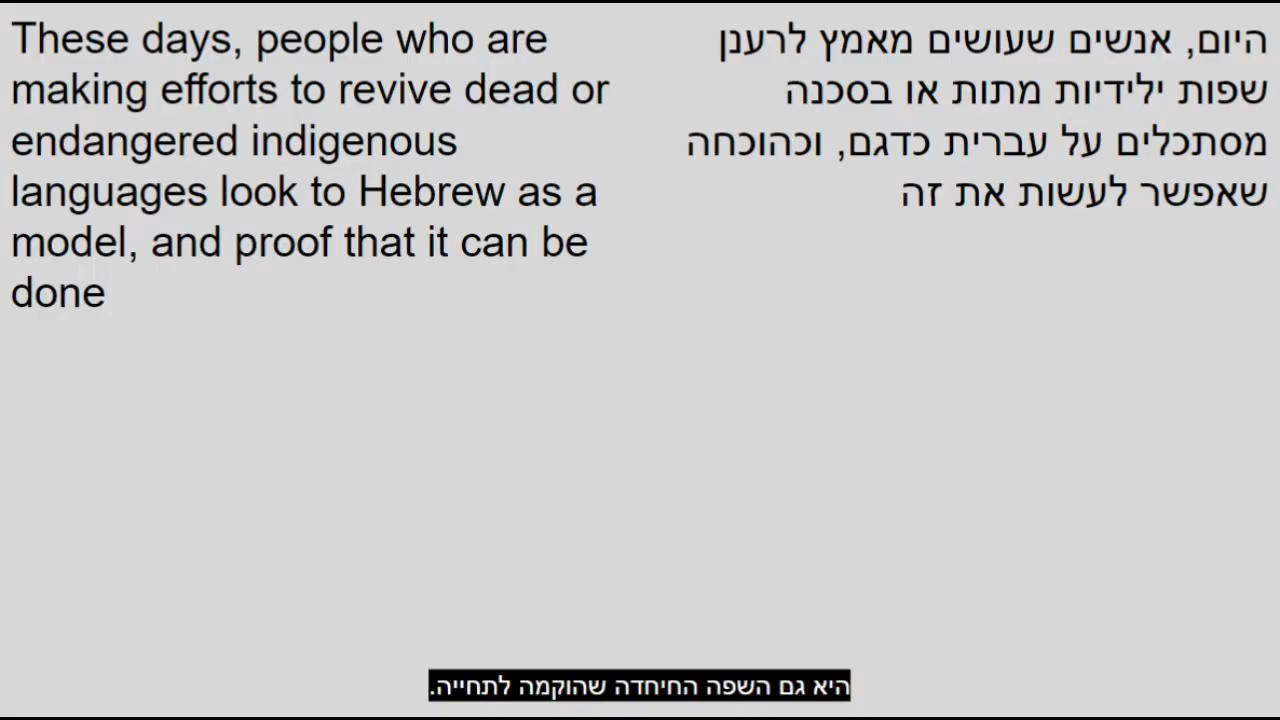 These days, people who are
making efforts to revive dead or
endangered indigenous
languages look to Hebrew as a
model, and proof that it can be
done
היום, אנשים שעושים מאמץ לרענן
שפות ילידיות מתות או בסכנה
מסתכלים על עברית כדגם, וכהוכחה
שאפשר לעשות את זה
היא גם השפה החיחדה שהוקמה לתחייה.